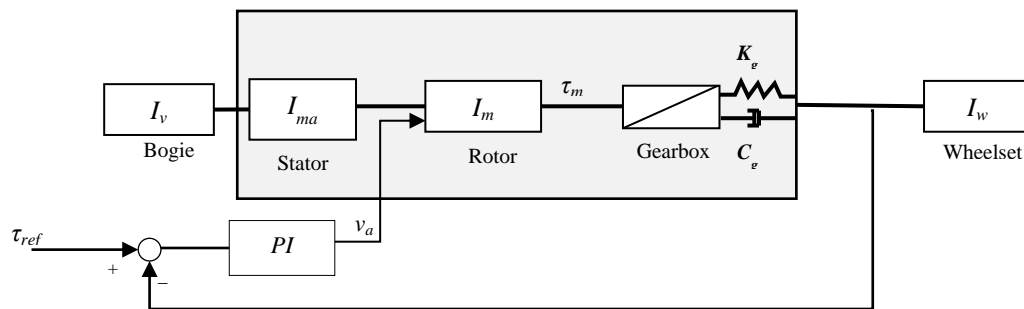 K_g
I_v
I_ma
I_m
τ_m
I_w
Bogie
Stator
Rotor
Gearbox
C_g
Wheelset
τ_ref
+
−
PI
v_a